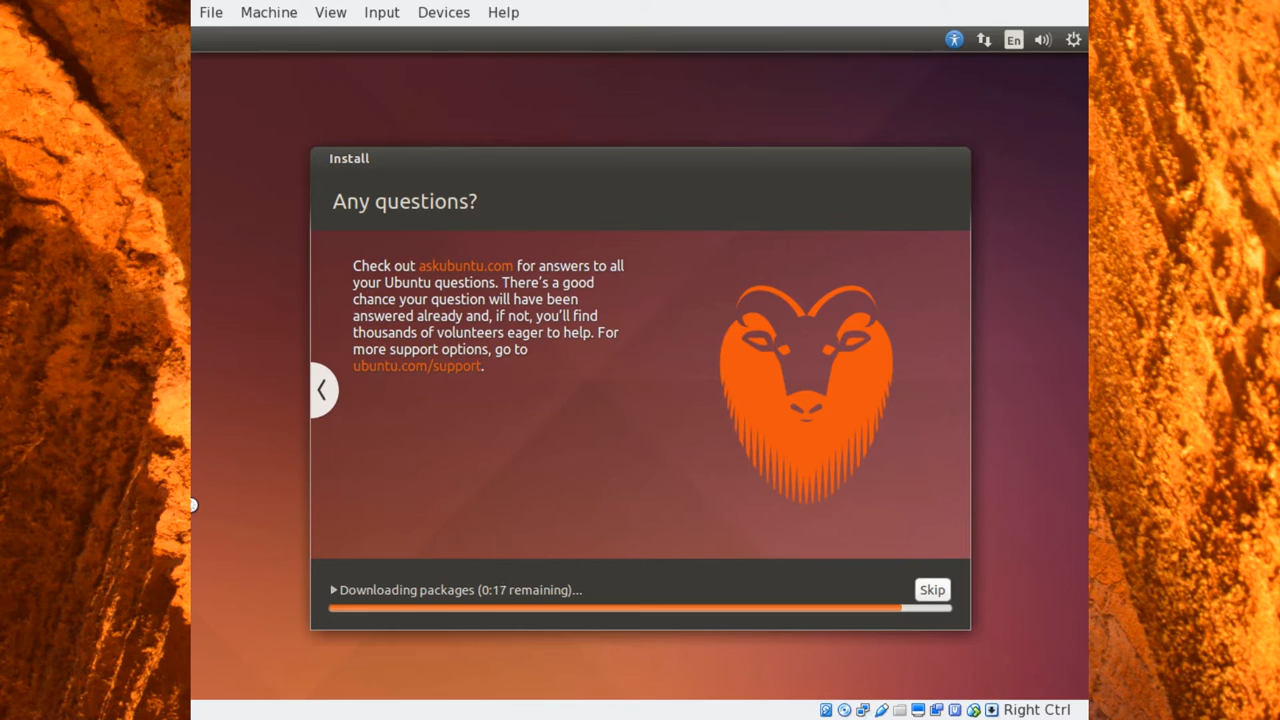 File Machine View Input Devices Help
En
Install
Any questions?
Check out askubuntu.com for answers to all
your Ubuntu questions. There's a good
chance your question will have been
answered already and, if not, you'll find
thousands of volunteers eager to help. For
more support options, go to
ubuntu.com/support.
Downloading packages (0:17 remaining)...
Skip
Right Ctrl